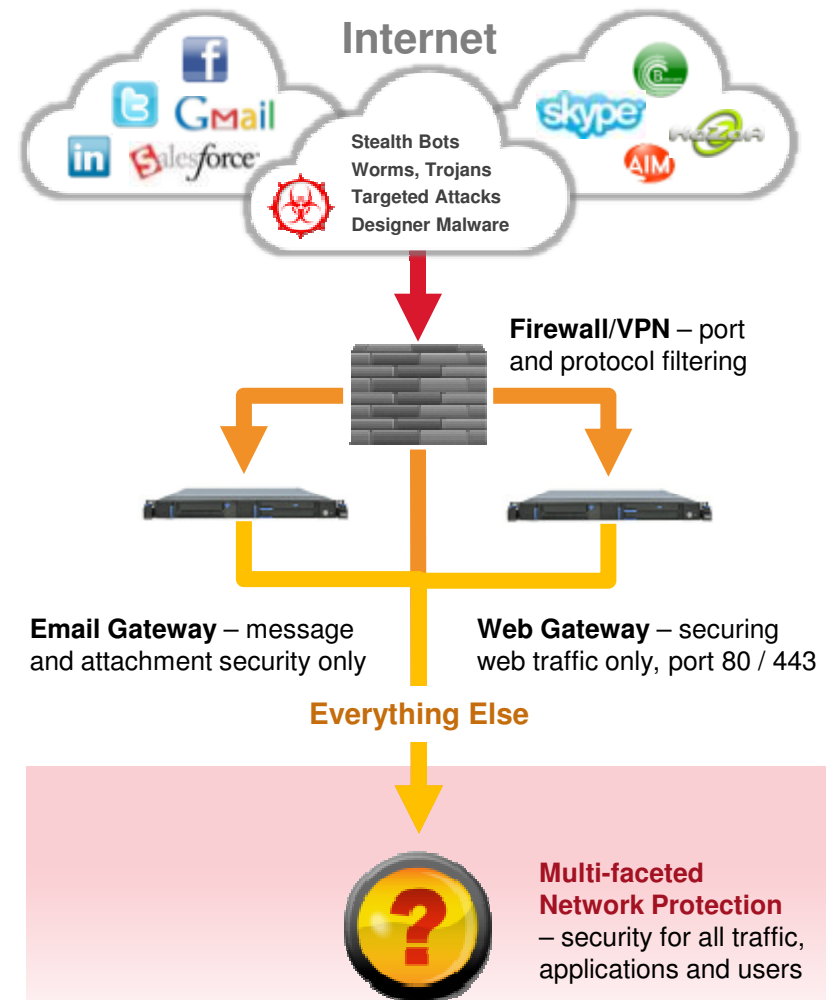 Internet
f
t
GMail
in
Salesforce
Stealth Bots
Worms, Trojans
Targeted Attacks
Designer Malware
skype
AIM
Firewall/VPN – port
and protocol filtering
Email Gateway – message
and attachment security only
Web Gateway – securing
web traffic only, port 80 / 443
Everything Else
?
Multi-faceted
Network Protection
– security for all traffic,
applications and users